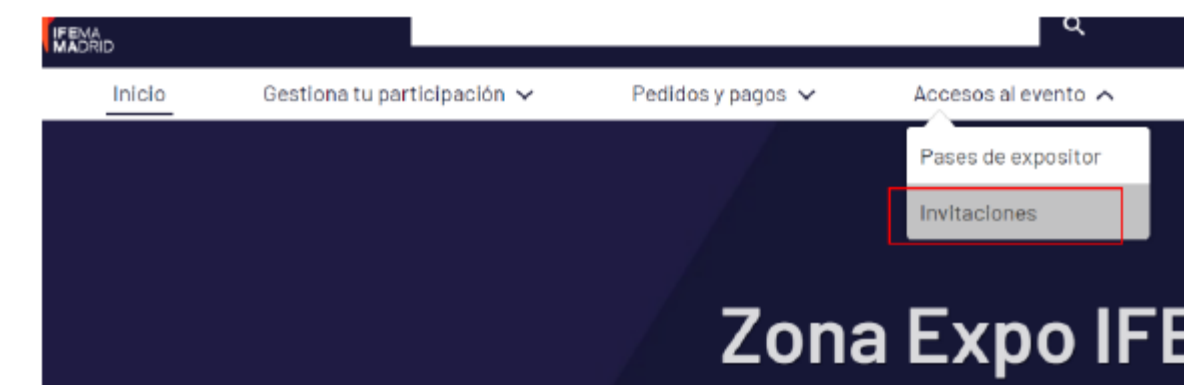 IFEMA
MADRID
Inicio Gestiona tu participación Pedidos y pagos Accesos al evento
Pases de expositor
Invitaciones
Zona Expo IFE